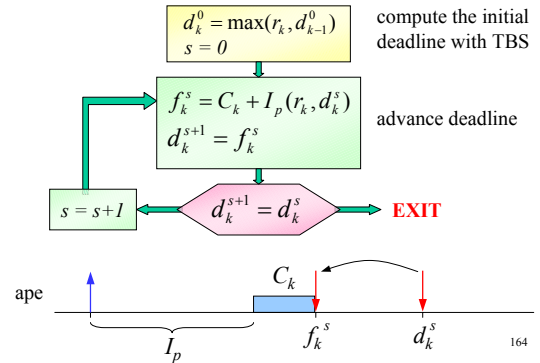 d_k^0 = max(r_k, d_{k-1}^0)
s = 0
compute the initial
deadline with TBS
f_k^s = C_k + I_p(r_k, d_k^s)
d_k^{s+1} = f_k^s
advance deadline
s = s+1
d_k^{s+1} = d_k^s
EXIT
C_k
ape
I_p
f_k^s
d_k^s
164